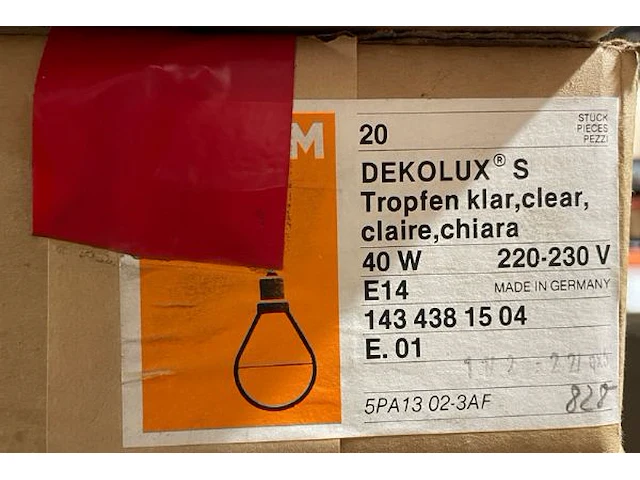 M
20 STÜCK
PIECES
PEZZI
DEKOLUX® S
Tropfen klar,clear,
claire,chiara
40 W 220-230 V
E14 MADE IN GERMANY
143 438 15 04
E. 01
5PA13 02-3AF 828